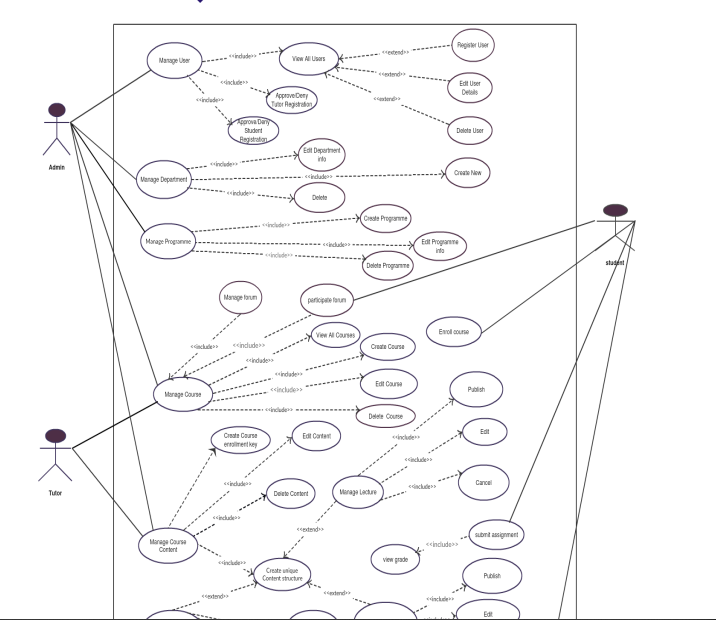 Manage User
<<include>>
View All Users
<<extend>>
Register User
<<include>>
<<extend>>
Edit User
Details
<<include>>
Approve/Deny
Tutor Registration
<<extend>>
Approve/Deny
Student
Registration
Delete User
Admin
Manage Department
<<include>>
Edit Department
info
<<include>>
Create New
<<include>>
Delete
Manage Programme
<<include>>
Create Programme
<<include>>
Edit Programme
info
<<include>>
Delete Programme
student
Manage forum
participate forum
Enroll course
<<include>>
<<include>>
View All Courses
<<include>>
Create Course
<<include>>
Manage Course
<<include>>
Edit Course
<<include>>
Delete Course
Publish
Tutor
Create Course
enrollment key
Edit Content
<<include>>
Edit
<<include>>
<<include>>
Delete Content
Manage Lecture
<<include>>
Cancel
<<include>>
<<include>>
<<extend>>
submit assignment
Manage Course
Content
<<include>>
view grade
<<include>>
Create unique
Content structure
Publish
<<extend>>
<<extend>>
<<include>>
<<include>>
Edit